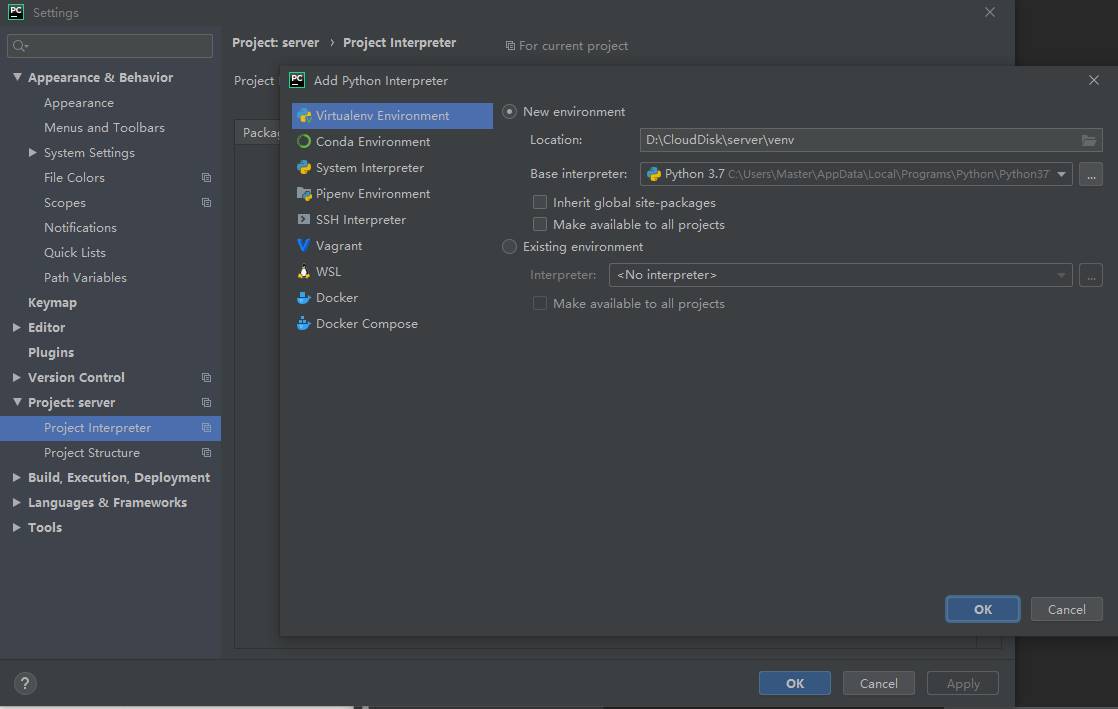 PC Settings
Project: server › Project Interpreter
For current project
Appearance & Behavior
Appearance
Menus and Toolbars
System Settings
File Colors
Scopes
Notifications
Quick Lists
Path Variables
Keymap
Editor
Plugins
Version Control
Project: server
Project Interpreter
Project Structure
Build, Execution, Deployment
Languages & Frameworks
Tools
Project
Packag
PC Add Python Interpreter
Virtualenv Environment
Conda Environment
System Interpreter
Pipenv Environment
SSH Interpreter
Vagrant
WSL
Docker
Docker Compose
New environment
Location: D:\CloudDisk\server\venv
Base interpreter: Python 3.7 C:\Users\Master\AppData\Local\Programs\Python\Python37 ...
Inherit global site-packages
Make available to all projects
Existing environment
Interpreter: <No interpreter> ...
Make available to all projects
OK Cancel
? OK Cancel Apply